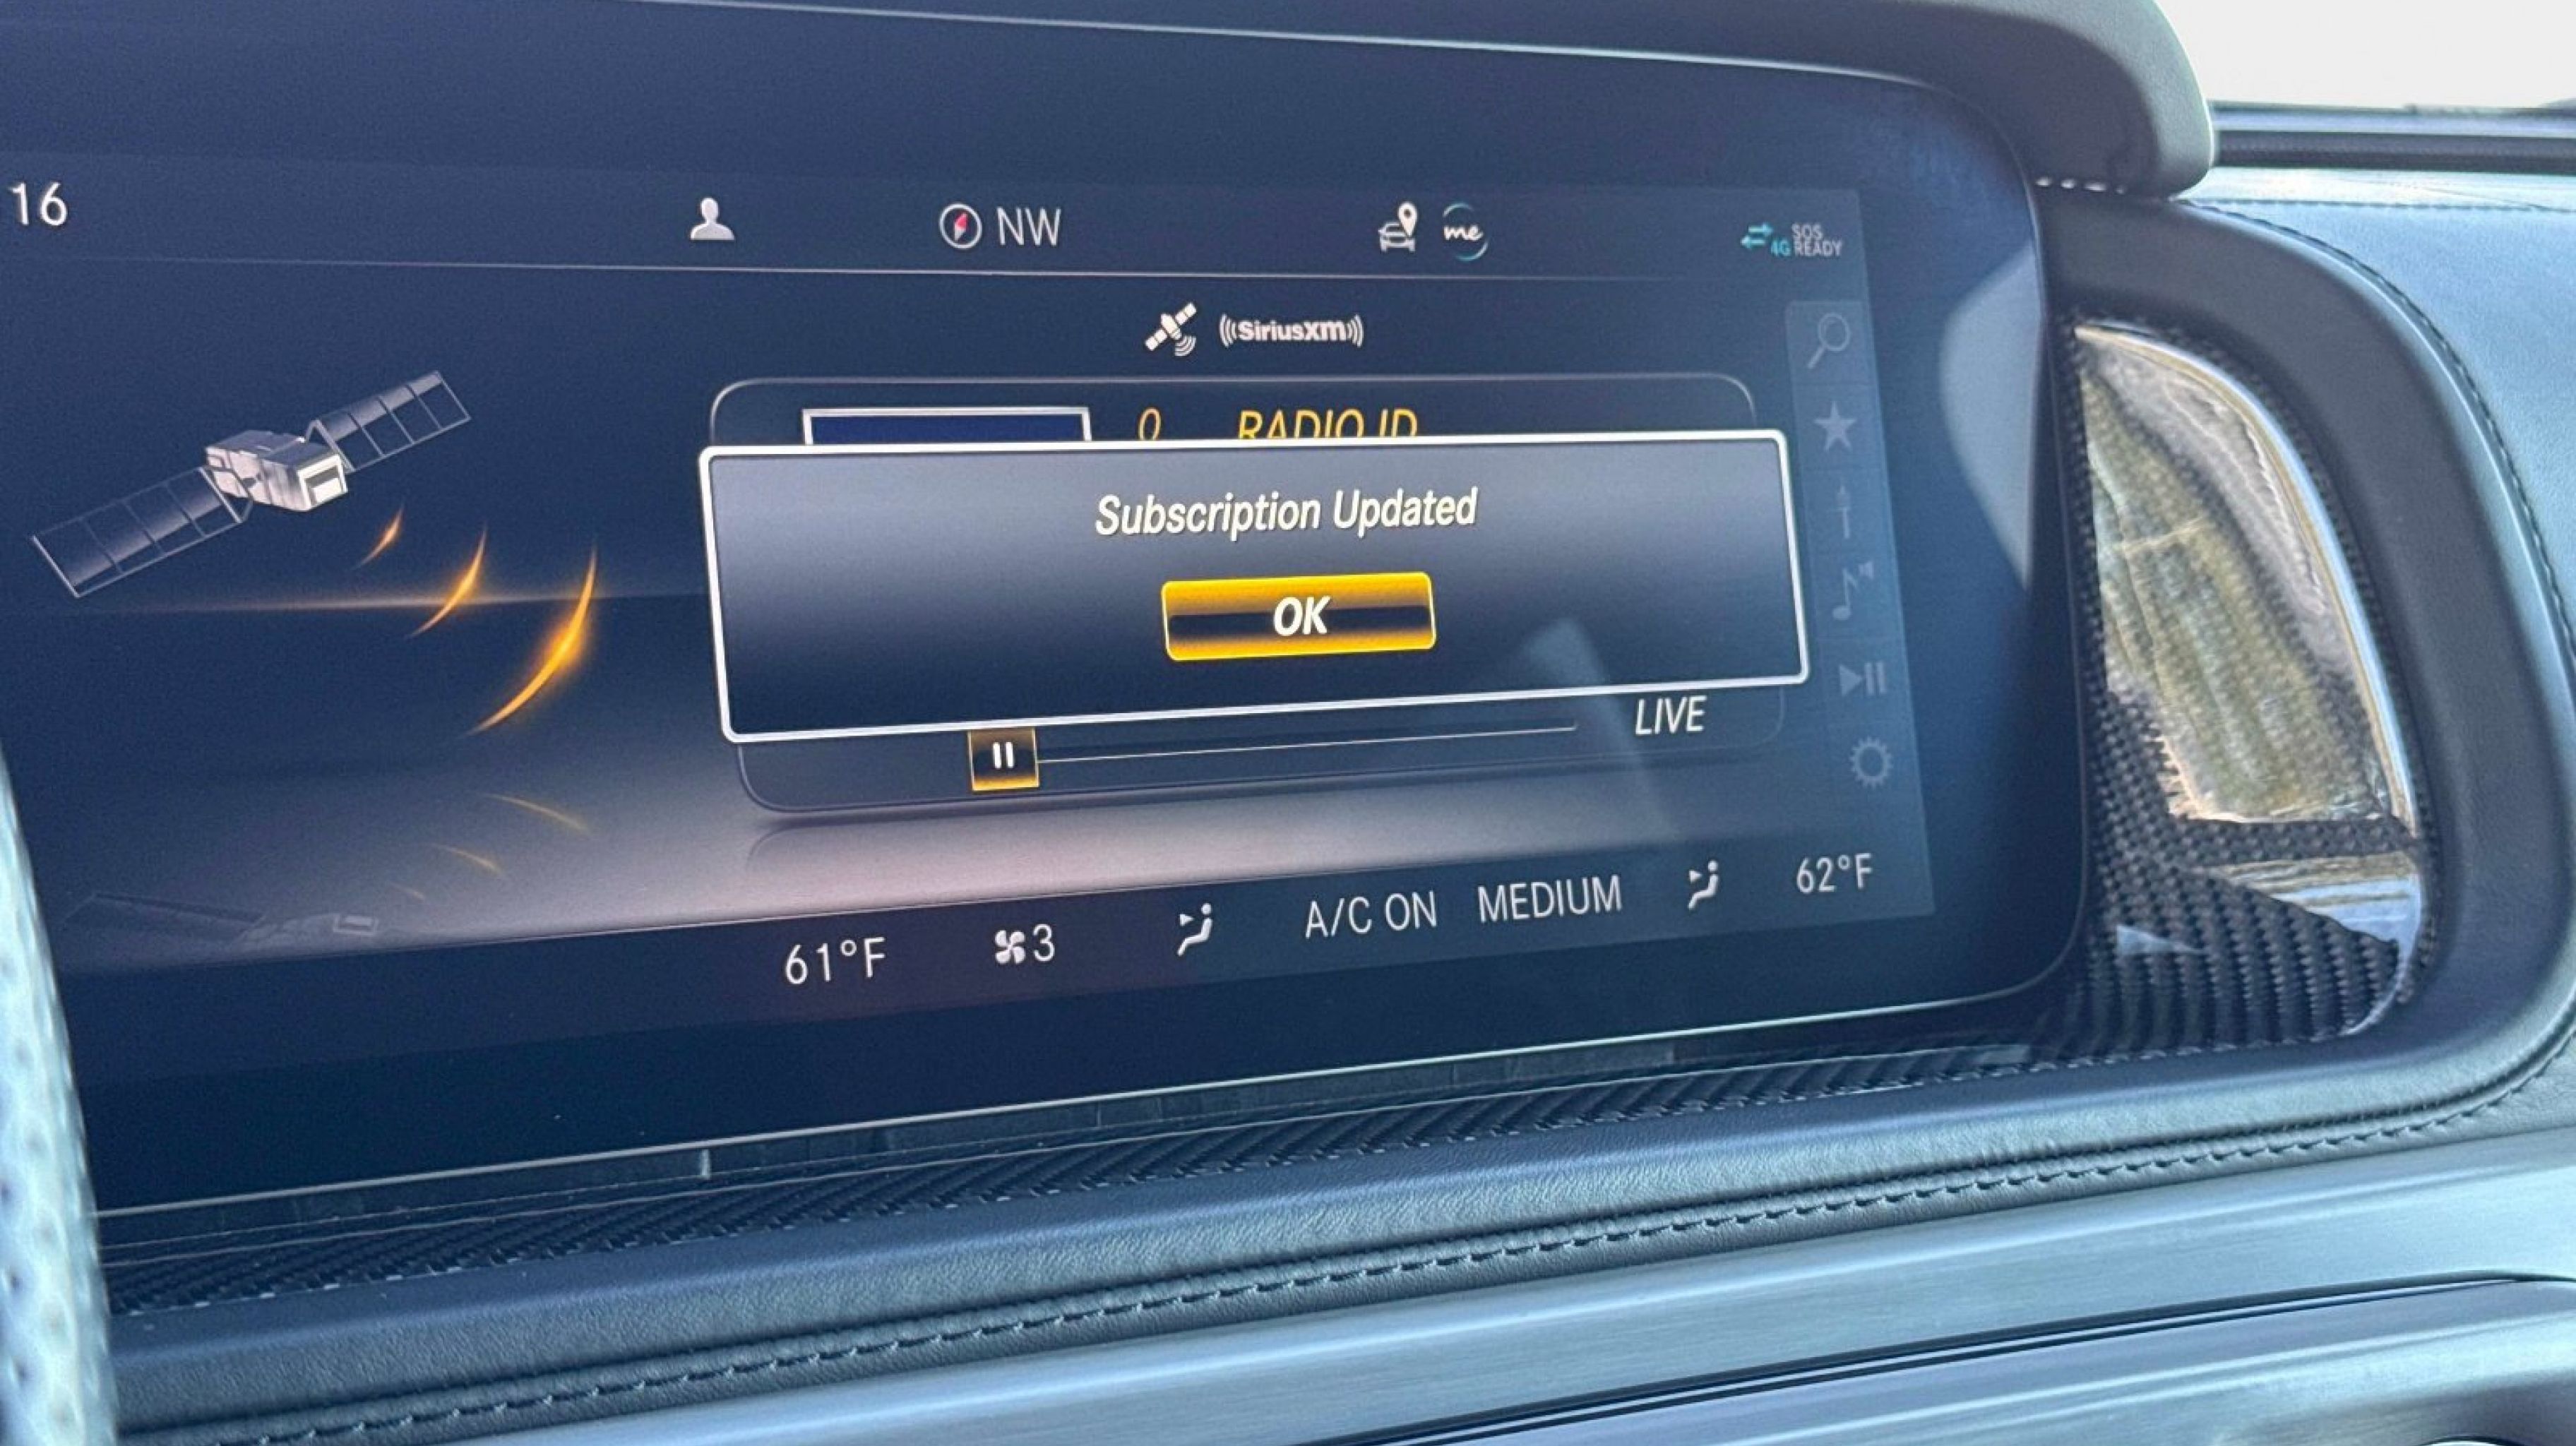 16
NW
me
4G SOS READY
((SiriusXM))
0 RADIO ID
Subscription Updated
OK
LIVE
61°F 3 A/C ON MEDIUM 62°F